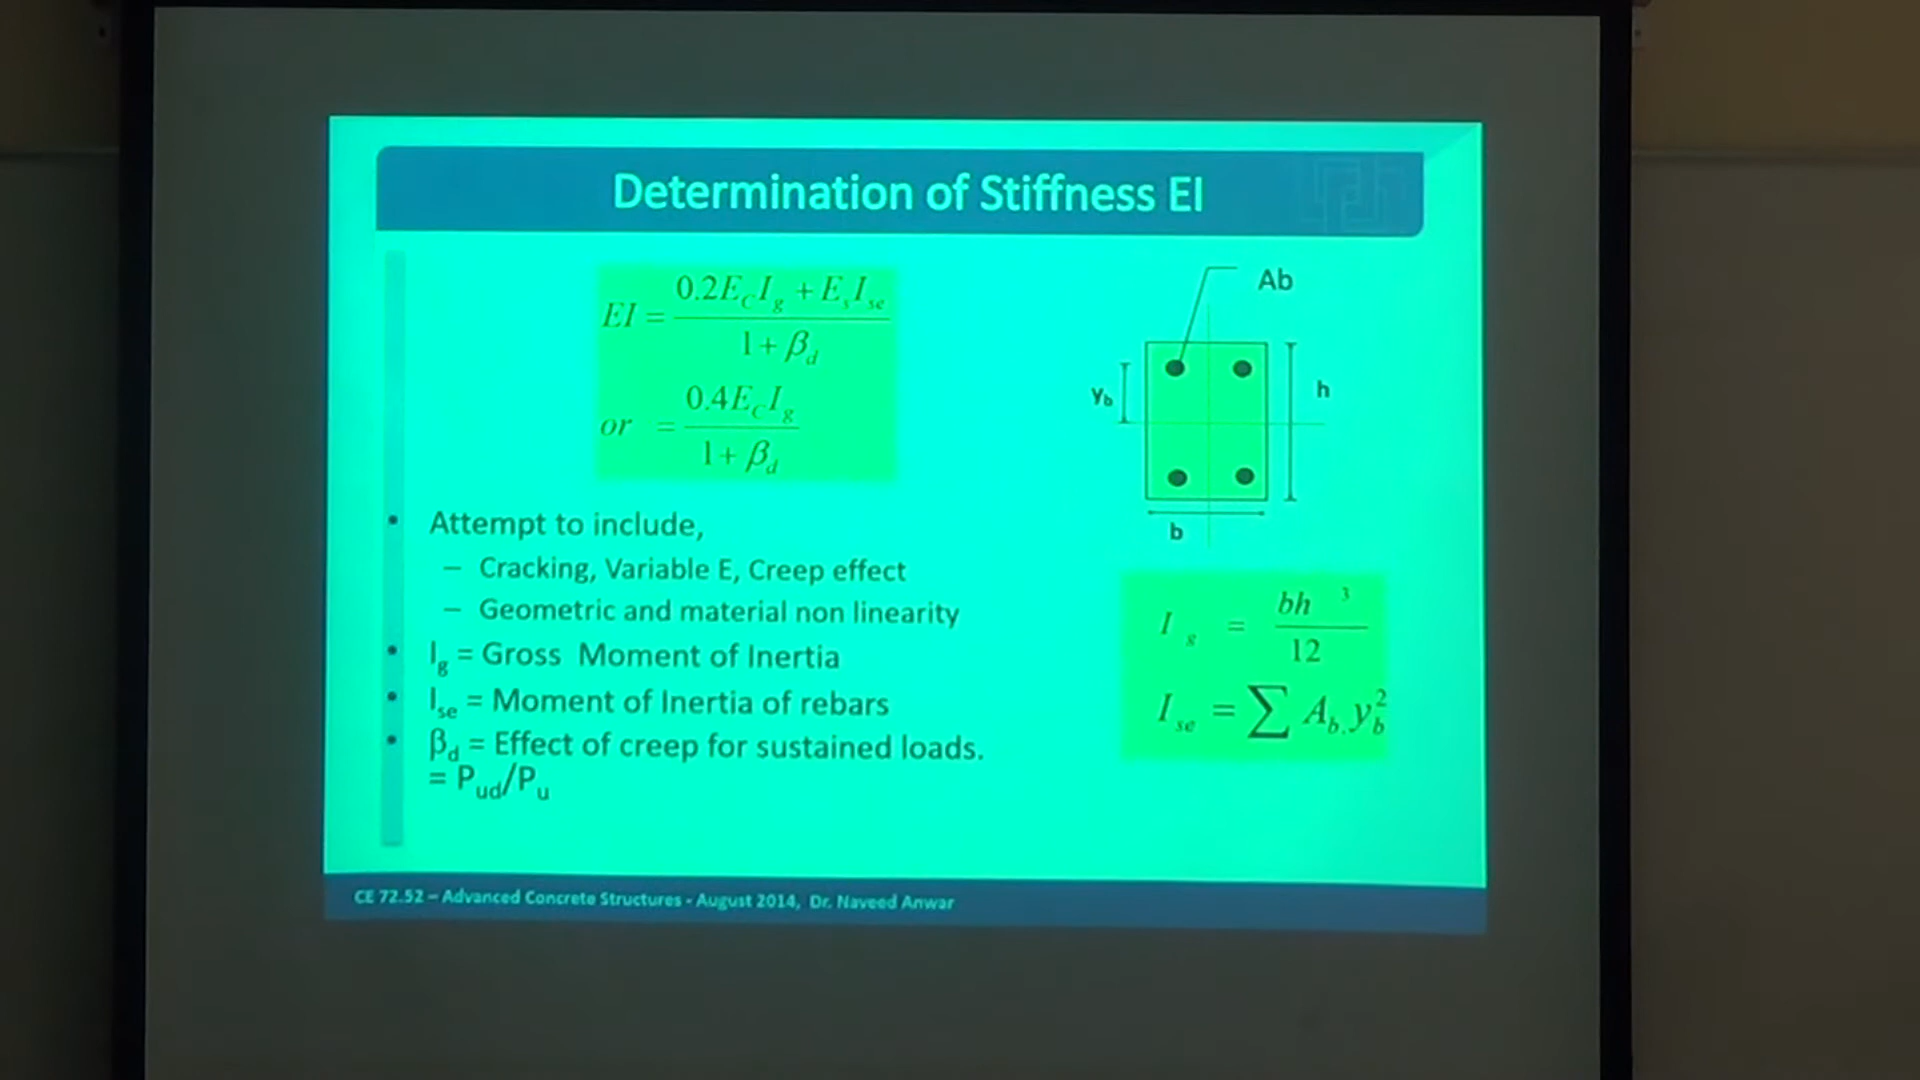 Determination of Stiffness EI
EI = (0.2E_C I_g + E_s I_se) / (1 + β_d)
or = 0.4E_C I_g / (1 + β_d)
• Attempt to include,
– Cracking, Variable E, Creep effect
– Geometric and material non linearity
• I_g = Gross Moment of Inertia
• I_se = Moment of Inertia of rebars
• β_d = Effect of creep for sustained loads.
= P_ud/P_u
Ab
y_b
h
b
I_g = bh^3 / 12
I_se = ∑ A_b. y_b^2
CE 72.52 – Advanced Concrete Structures - August 2014, Dr. Naveed Anwar